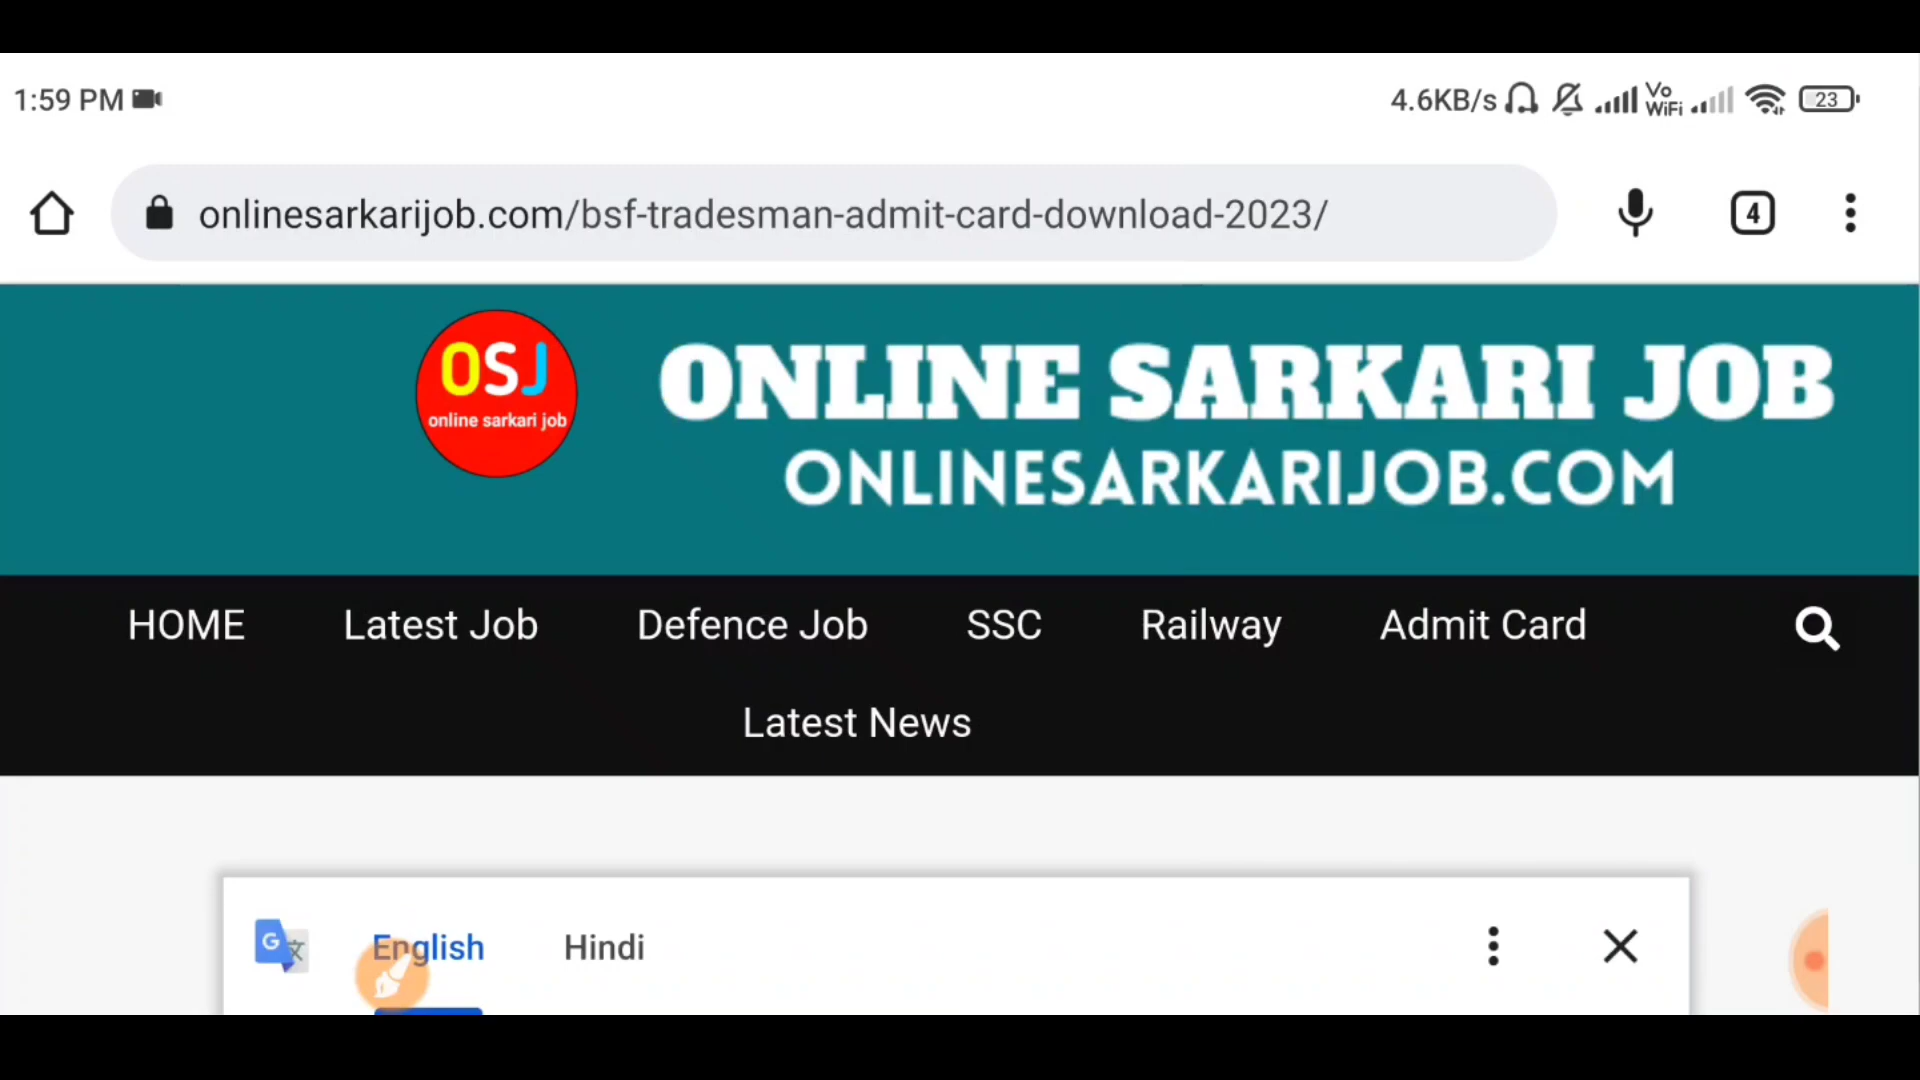 1:59 PM 4.6KB/s Vo WiFi 23
onlinesarkarijob.com/bsf-tradesman-admit-card-download-2023/ 4
OSJ
online sarkari job
ONLINE SARKARI JOB
ONLINESARKARIJOB.COM
HOME Latest Job Defence Job SSC Railway Admit Card
Latest News
G 文 English Hindi